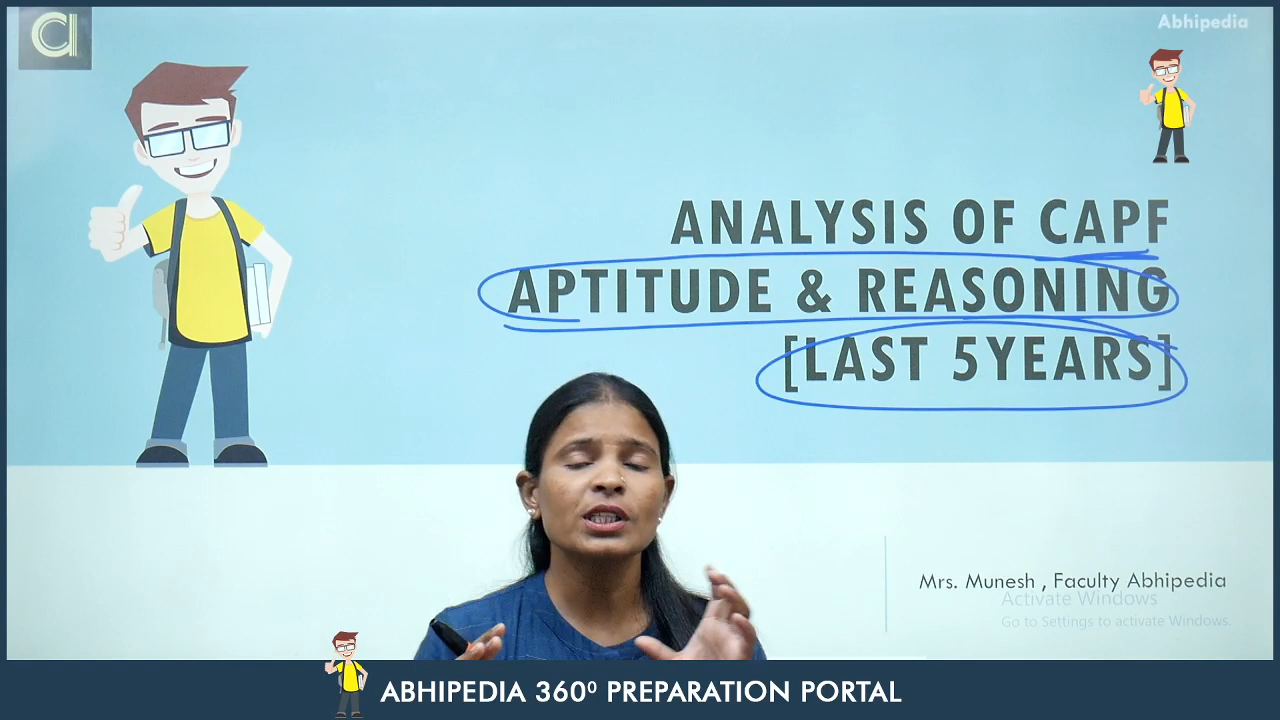 Abhipedia
ANALYSIS OF CAPF
APTITUDE & REASONING
[LAST 5YEARS]
Mrs. Munesh , Faculty Abhipedia
Activate Windows
Go to Settings to activate Windows.
ABHIPEDIA 360⁰ PREPARATION PORTAL